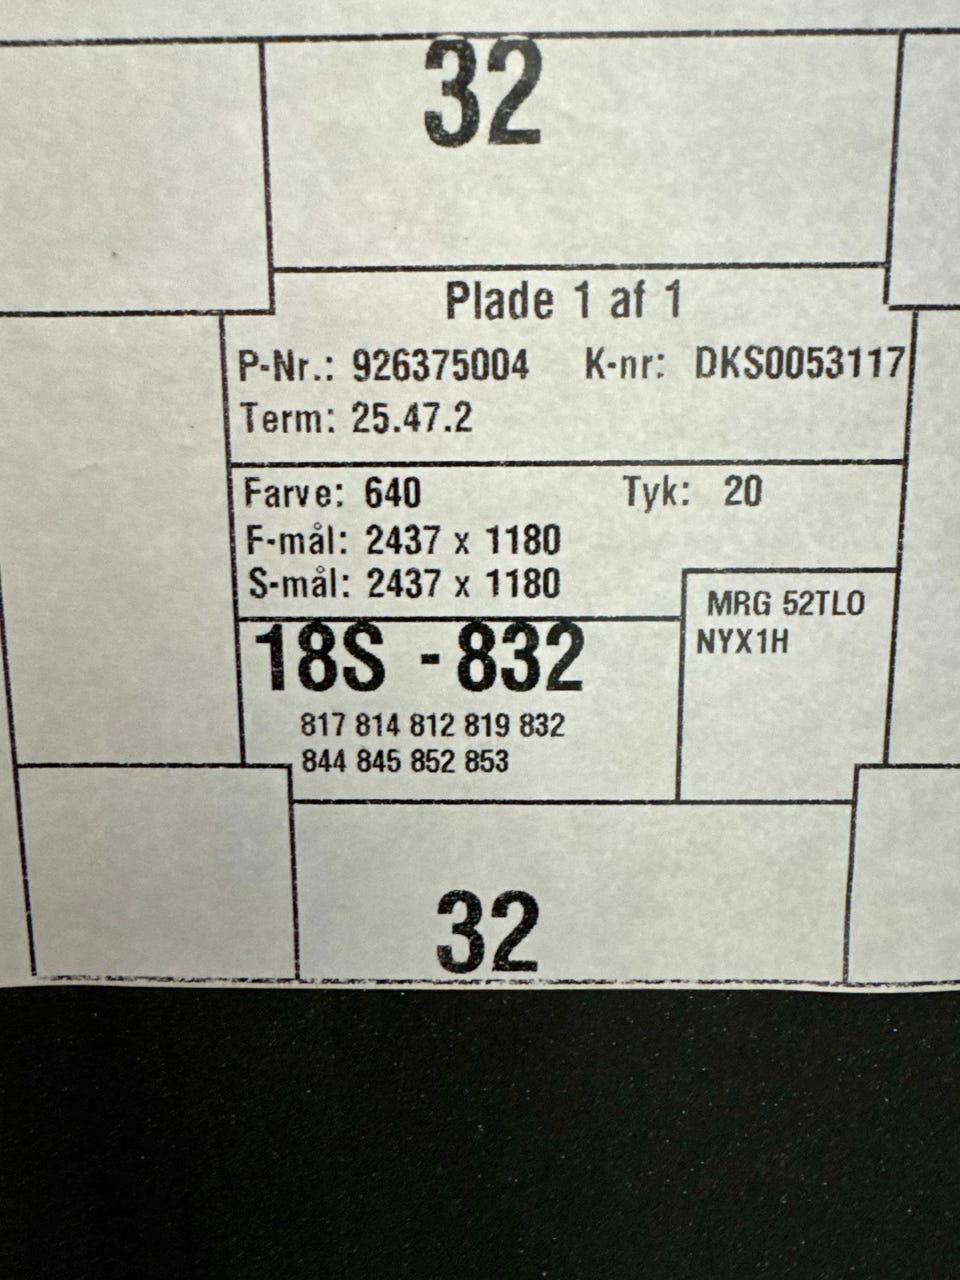 32
Plade 1 af 1
P-Nr.: 926375004 K-nr: DKS0053117
Term: 25.47.2
Farve: 640 Tyk: 20
F-mål: 2437 x 1180
S-mål: 2437 x 1180
MRG 52TLO
NYX1H
18S - 832
817 814 812 819 832
844 845 852 853
32